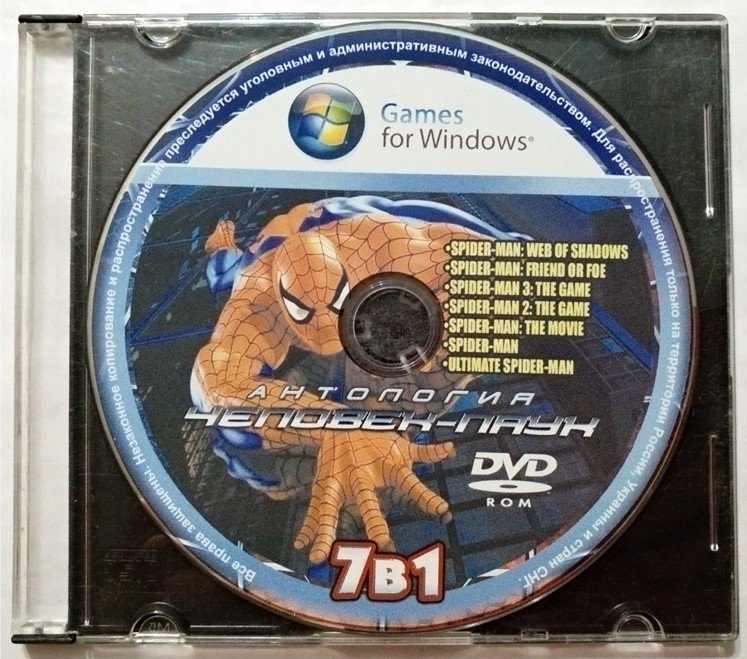 Все права защищены. Незаконное копирование и распространение преследуется уголовным и административным законодательством. Для распространения только на территории России, Украины и стран СНГ.
Games
for Windows®
•SPIDER-MAN: WEB OF SHADOWS
•SPIDER-MAN: FRIEND OR FOE
•SPIDER-MAN 3: THE GAME
•SPIDER-MAN 2: THE GAME
•SPIDER-MAN: THE MOVIE
•SPIDER-MAN
•ULTIMATE SPIDER-MAN
АНТОЛОГИЯ
ЧЕЛОВЕК-ПАУК
DVD
ROM
7в1